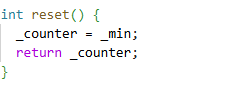 int reset() {
  _counter = _min;
  return _counter;
}